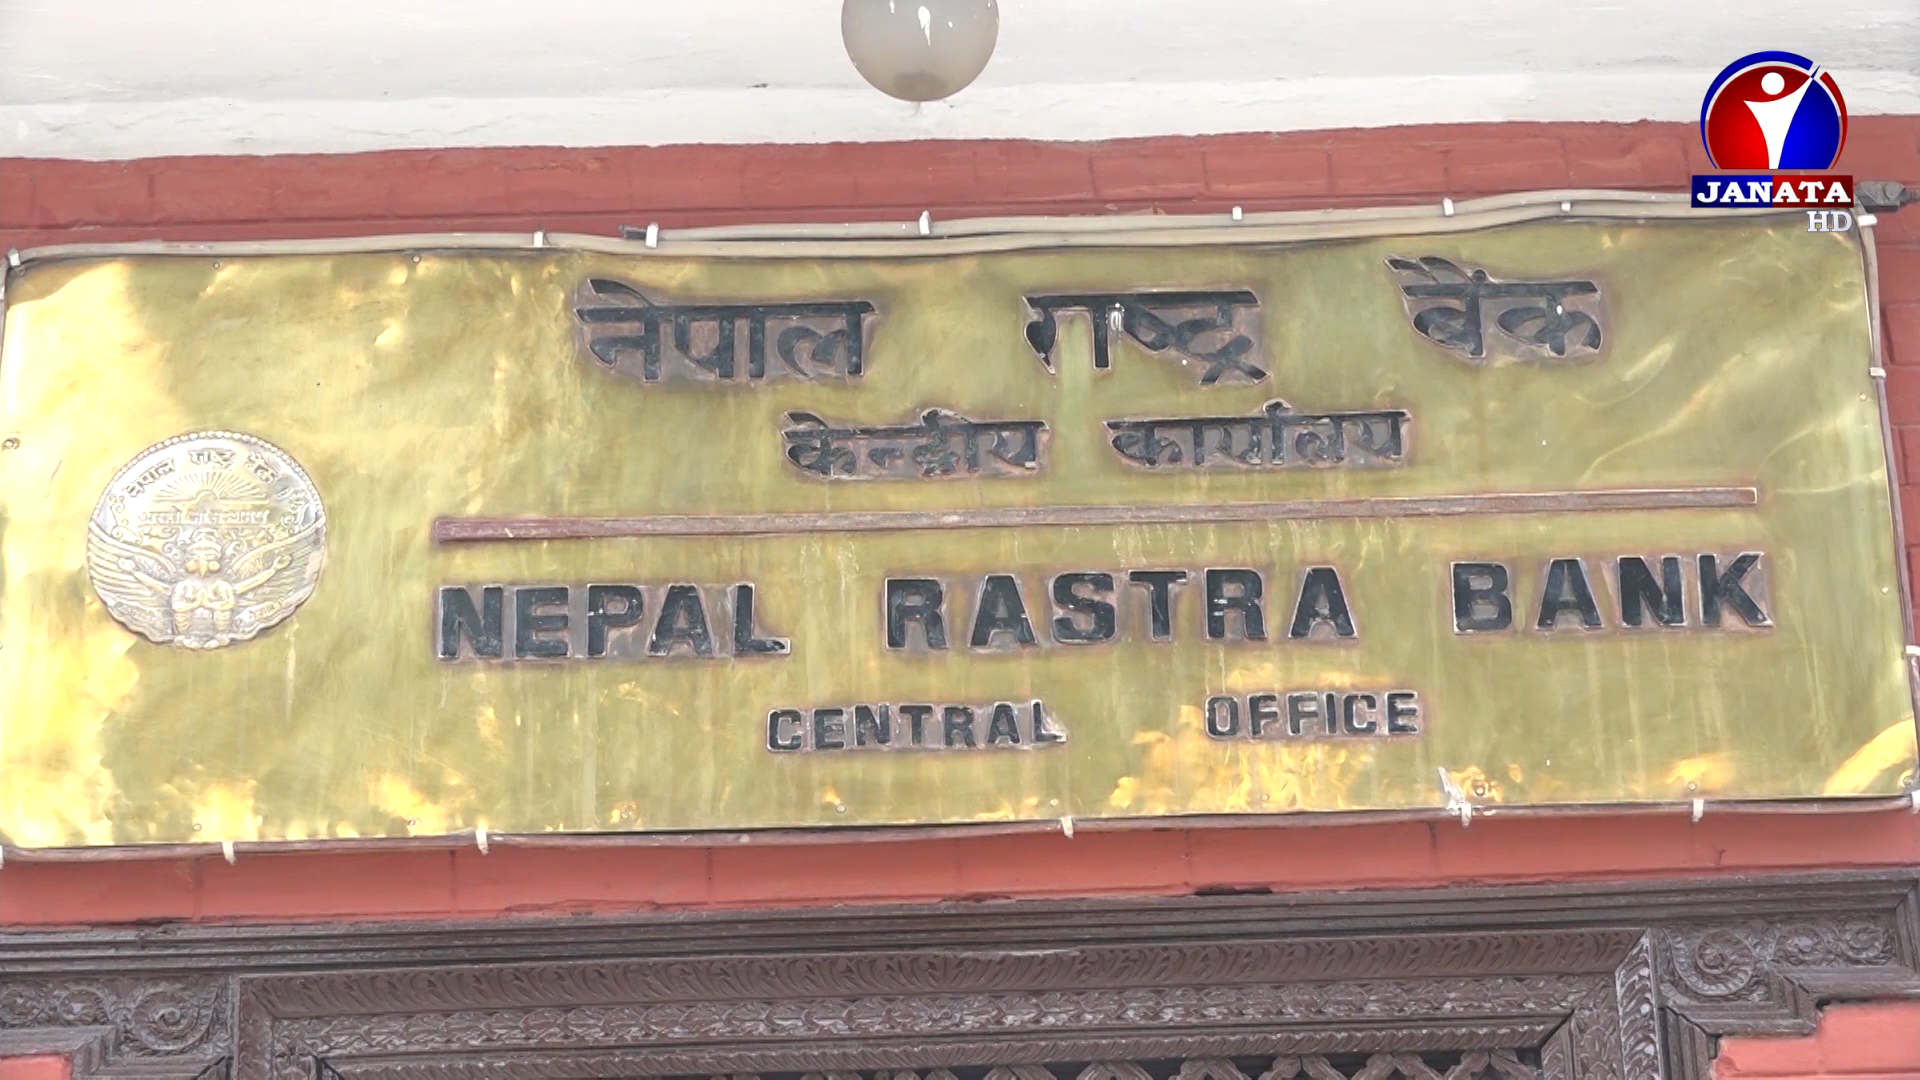 नेपाल राष्ट्र बैंक
केन्द्रीय कार्यालय
नेपाल राष्ट्र बैंक
NEPAL RASTRA BANK
CENTRAL OFFICE
JANATA
HD